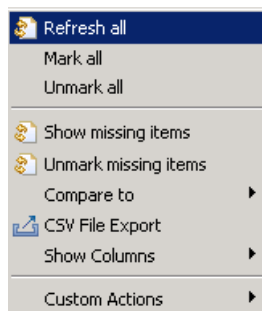 Refresh all
Mark all
Unmark all
Show missing items
Unmark missing items
Compare to
CSV File Export
Show Columns
Custom Actions